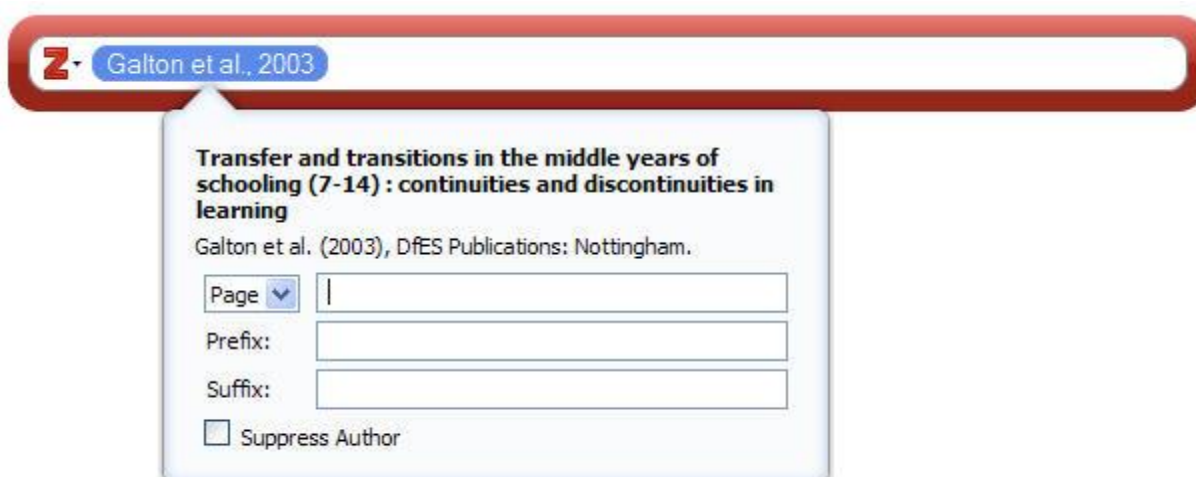 Z Galton et al., 2003
Transfer and transitions in the middle years of
schooling (7-14) : continuities and discontinuities in
learning
Galton et al. (2003), DfES Publications: Nottingham.
Page
Prefix:
Suffix:
Suppress Author